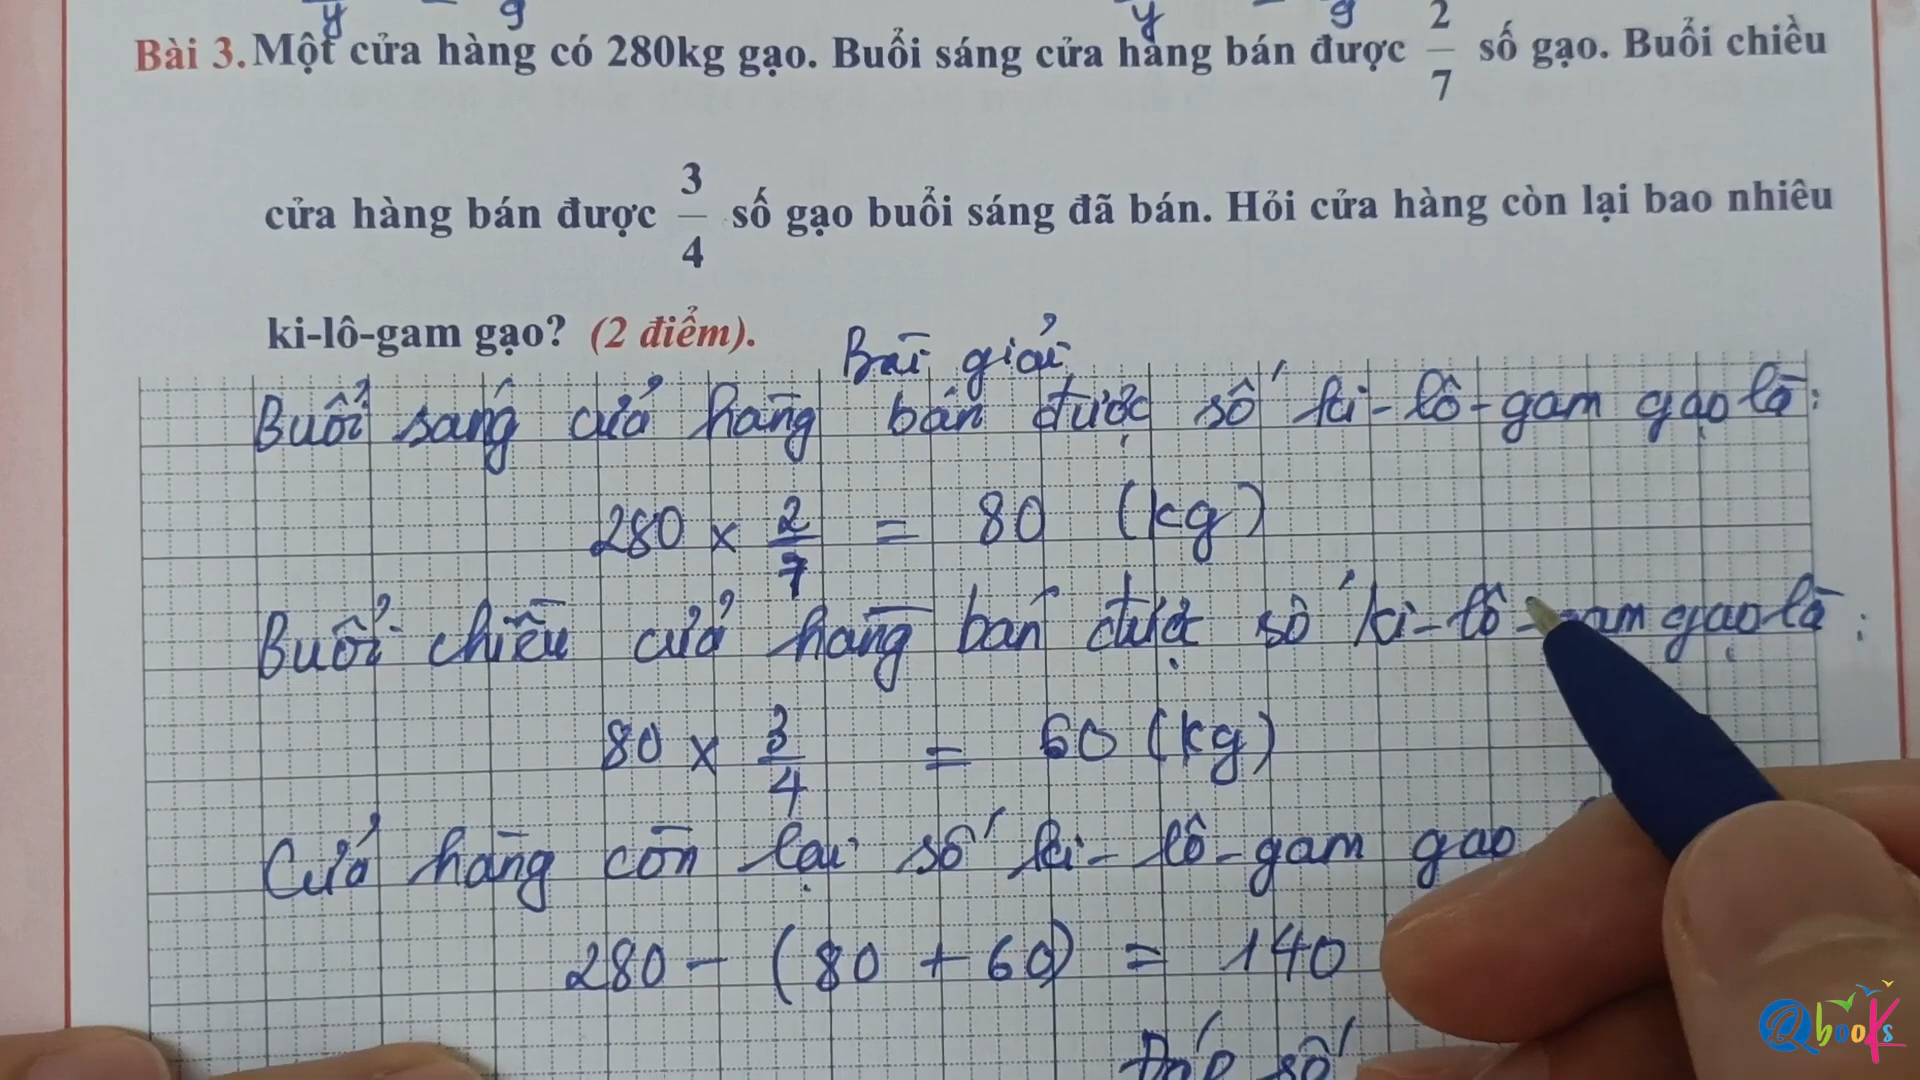 y g y g
Bài 3. Một cửa hàng có 280kg gạo. Buổi sáng cửa hàng bán được 2/7 số gạo. Buổi chiều
cửa hàng bán được 3/4 số gạo buổi sáng đã bán. Hỏi cửa hàng còn lại bao nhiêu
ki-lô-gam gạo? (2 điểm).
Bài giải
Buổi sáng cửa hàng bán được số ki-lô-gam gạo là:
280 × 2/7 = 80 (kg)
Buổi chiều cửa hàng bán được số ki-lô-gam gạo là:
80 × 3/4 = 60 (kg)
Cửa hàng còn lại số ki-lô-gam gạo
280 - (80 + 60) = 140
Đáp số
Qbooks